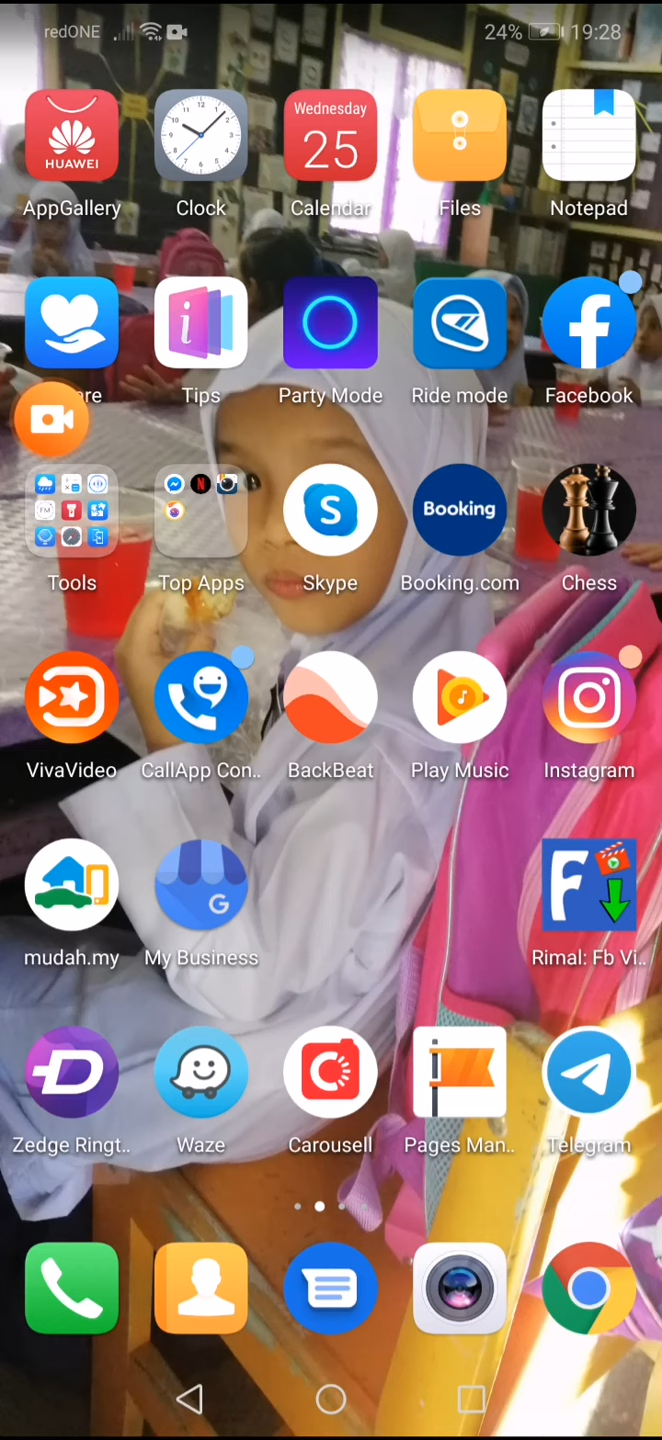 redONE 24% 19:28
HUAWEI
Wednesday
25
AppGallery Clock Calendar Files Notepad
re Tips Party Mode Ride mode Facebook
Booking
Tools Top Apps Skype Booking.com Chess
VivaVideo CallApp Con.. BackBeat Play Music Instagram
mudah.my My Business Rimal: Fb Vi..
Zedge Ringt.. Waze Carousell Pages Man.. Telegram